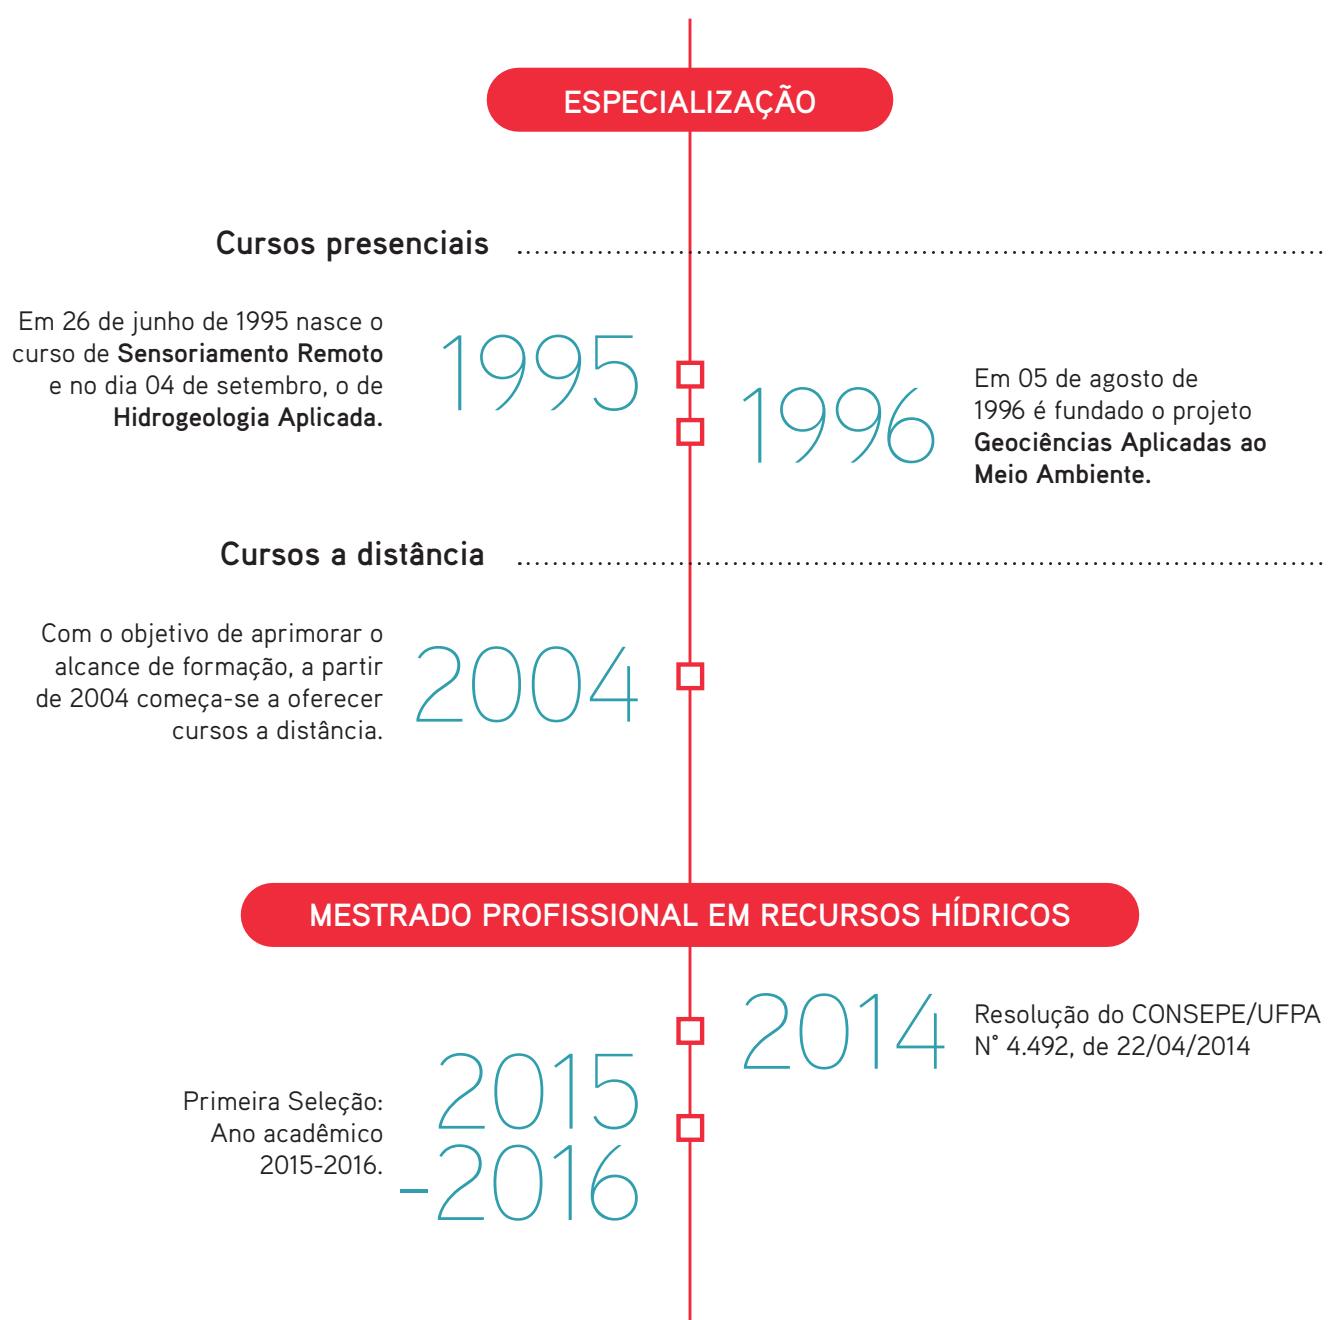 ESPECIALIZAÇÃO
Cursos presenciais
Em 26 de junho de 1995 nasce o
curso de Sensoriamento Remoto
e no dia 04 de setembro, o de
Hidrogeologia Aplicada.
1995
1996
Em 05 de agosto de
1996 é fundado o projeto
Geociências Aplicadas ao
Meio Ambiente.
Cursos a distância
Com o objetivo de aprimorar o
alcance de formação, a partir
de 2004 começa-se a oferecer
cursos a distância.
2004
MESTRADO PROFISSIONAL EM RECURSOS HÍDRICOS
2014
Resolução do CONSEPE/UFPA
N° 4.492, de 22/04/2014
Primeira Seleção:
Ano acadêmico
2015-2016.
2015
-2016